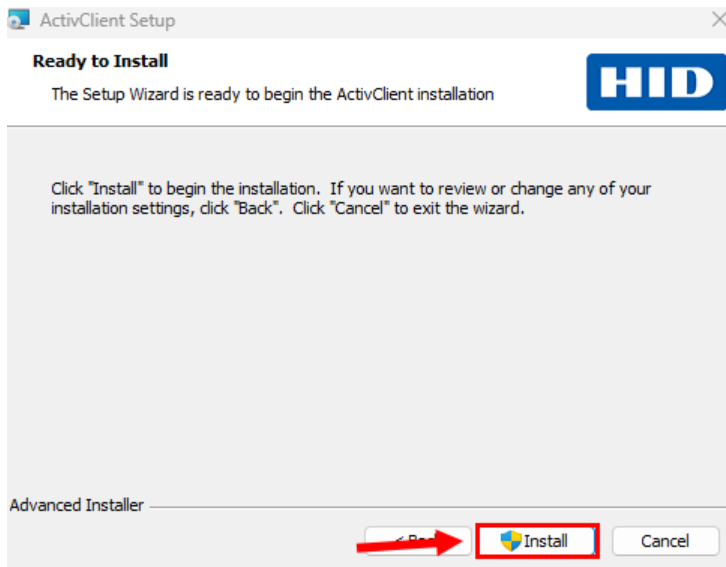 ActivClient Setup
Ready to Install
The Setup Wizard is ready to begin the ActivClient installation
HID
Click "Install" to begin the installation. If you want to review or change any of your
installation settings, click "Back". Click "Cancel" to exit the wizard.
Advanced Installer
Install
Cancel